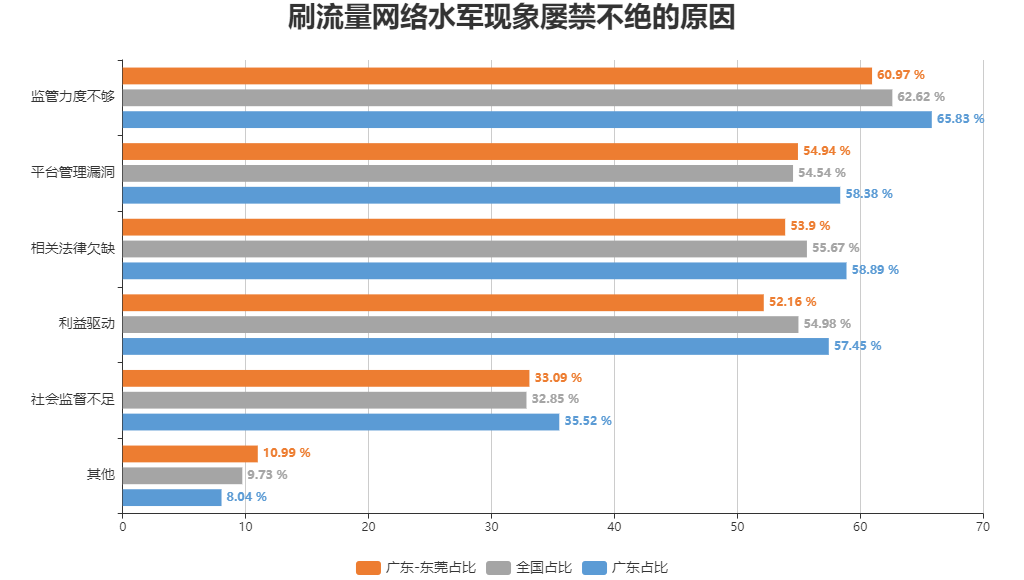 刷流量网络水军现象屡禁不绝的原因
监管力度不够
60.97 %
62.62 %
65.83 %
平台管理漏洞
54.94 %
54.54 %
58.38 %
相关法律欠缺
53.9 %
55.67 %
58.89 %
利益驱动
52.16 %
54.98 %
57.45 %
社会监督不足
33.09 %
32.85 %
35.52 %
其他
10.99 %
9.73 %
8.04 %
0 10 20 30 40 50 60 70
广东-东莞占比 全国占比 广东占比